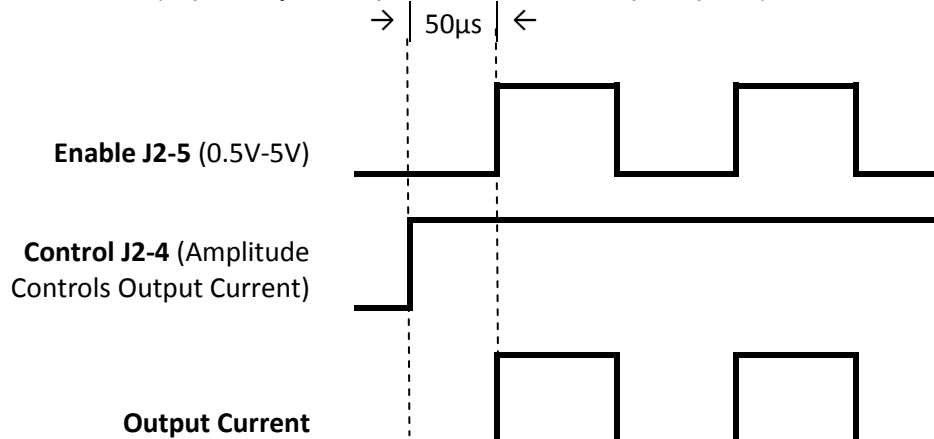 → 50µs ←
Enable J2-5 (0.5V-5V)
Control J2-4 (Amplitude
Controls Output Current)
Output Current